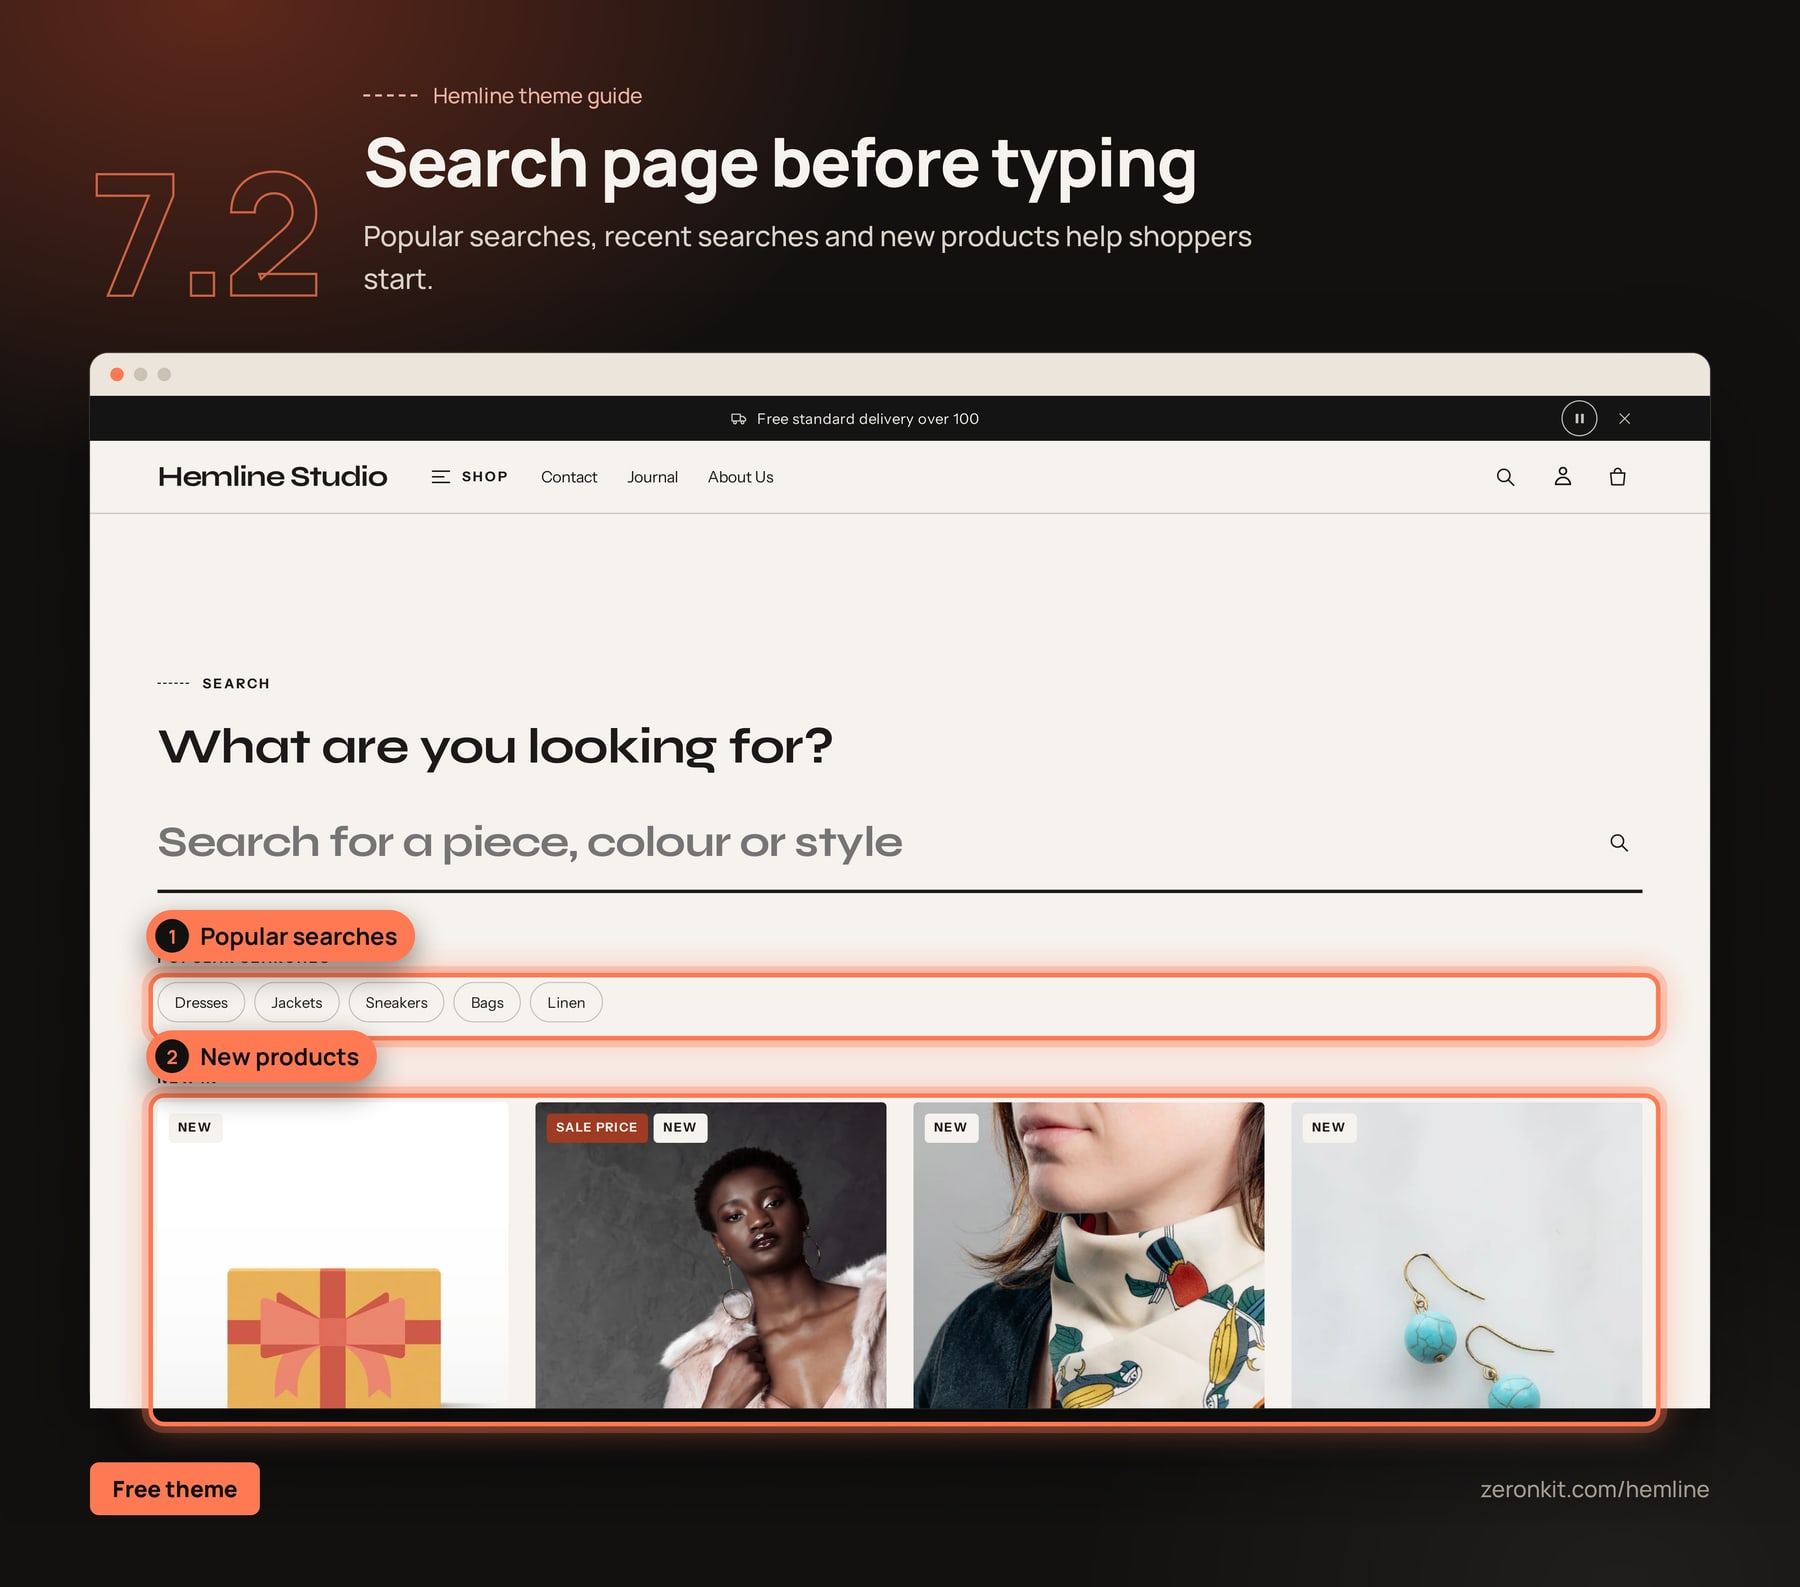 Hemline theme guide
7.2
Search page before typing
Popular searches, recent searches and new products help shoppers
start.
Free standard delivery over 100
Hemline Studio
SHOP
Contact
Journal
About Us
SEARCH
What are you looking for?
Search for a piece, colour or style
1 Popular searches
Dresses
Jackets
Sneakers
Bags
Linen
2 New products
NEW
SALE PRICE
NEW
NEW
NEW
Free theme
zeronkit.com/hemline